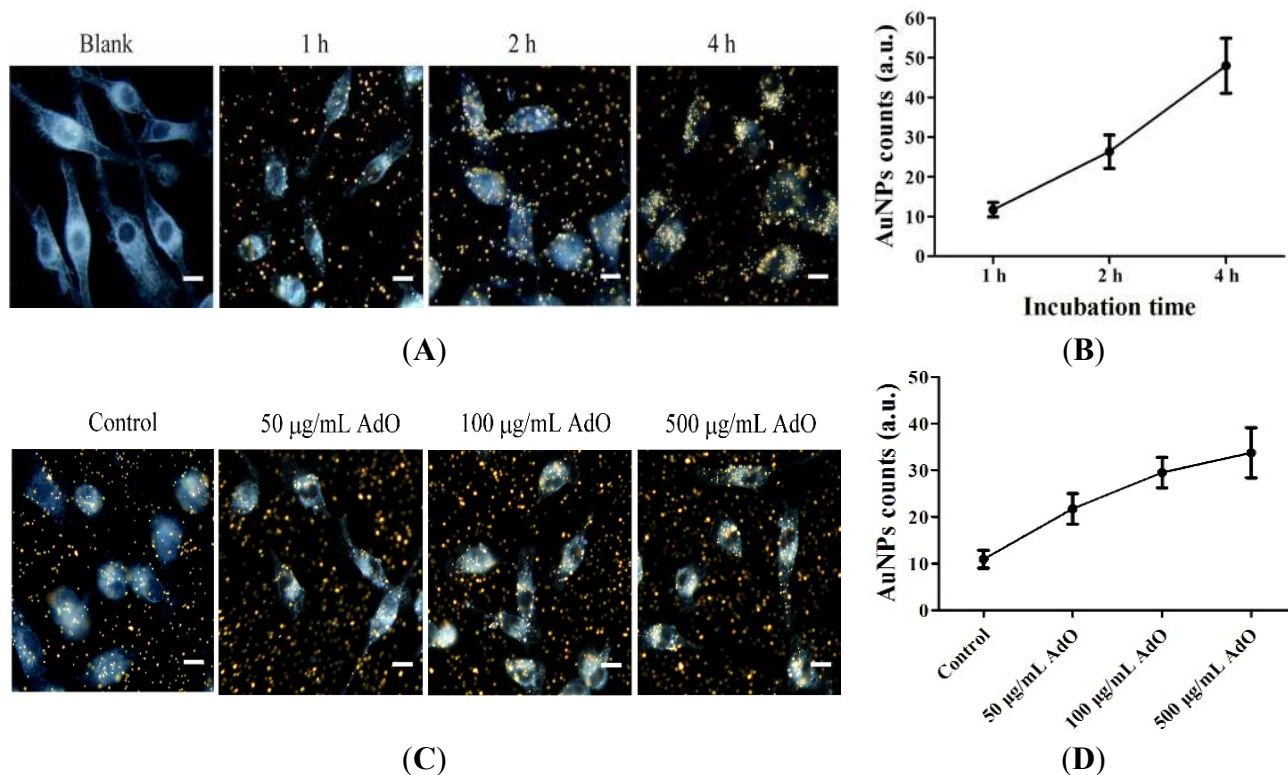 Blank
1 h
2 h
4 h
(A)
AuNPs counts (a.u.)
60
50
40
30
20
10
0
1 h
2 h
4 h
Incubation time
(B)
Control
50 µg/mL AdO
100 µg/mL AdO
500 µg/mL AdO
(C)
AuNPs counts (a.u.)
50
40
30
20
10
0
Control
50 µg/mL AdO
100 µg/mL AdO
500 µg/mL AdO
(D)